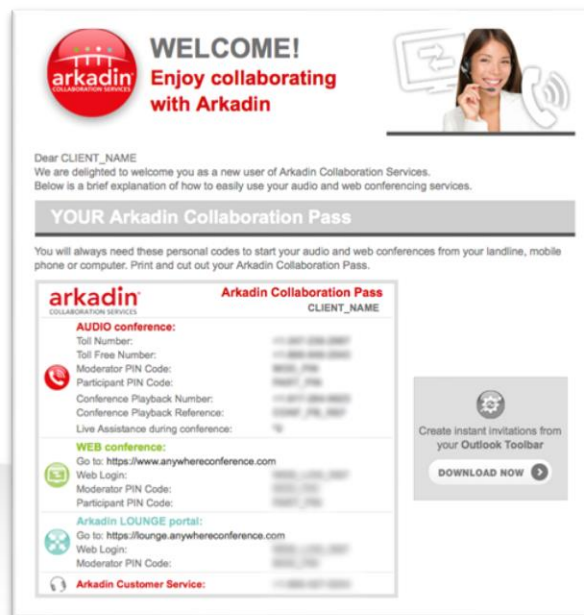 arkadin
COLLABORATION SERVICES
WELCOME!
Enjoy collaborating
with Arkadin
Dear CLIENT_NAME
We are delighted to welcome you as a new user of Arkadin Collaboration Services.
Below is a brief explanation of how to easily use your audio and web conferencing services.
YOUR Arkadin Collaboration Pass
You will always need these personal codes to start your audio and web conferences from your landline, mobile
phone or computer. Print and cut out your Arkadin Collaboration Pass.
arkadin
COLLABORATION SERVICES
Arkadin Collaboration Pass
CLIENT_NAME
AUDIO conference:
Toll Number:
Toll Free Number:
Moderator PIN Code:
Participant PIN Code:
Conference Playback Number:
Conference Playback Reference:
Live Assistance during conference:
WEB conference:
Go to: https://www.anywhereconference.com
Web Login:
Moderator PIN Code:
Participant PIN Code:
Arkadin LOUNGE portal:
Go to: https://lounge.anywhereconference.com
Web Login:
Moderator PIN Code:
Arkadin Customer Service:
Create instant invitations from
your Outlook Toolbar
DOWNLOAD NOW